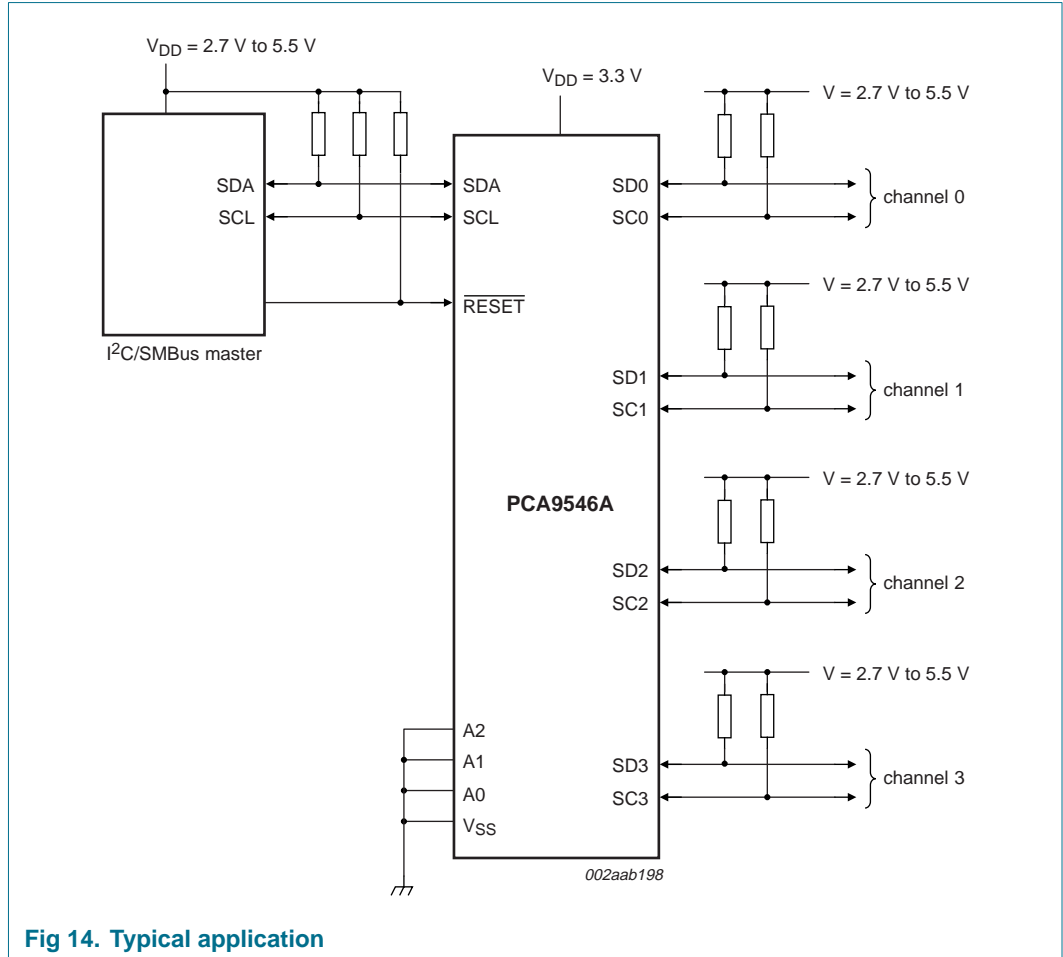 V_DD = 2.7 V to 5.5 V
V_DD = 3.3 V
V = 2.7 V to 5.5 V
SDA
SDA
SD0
channel 0
SCL
SCL
SC0
V = 2.7 V to 5.5 V
RESET
I²C/SMBus master
SD1
channel 1
SC1
V = 2.7 V to 5.5 V
PCA9546A
SD2
channel 2
SC2
V = 2.7 V to 5.5 V
A2
A1
SD3
channel 3
A0
SC3
V_SS
002aab198
Fig 14. Typical application